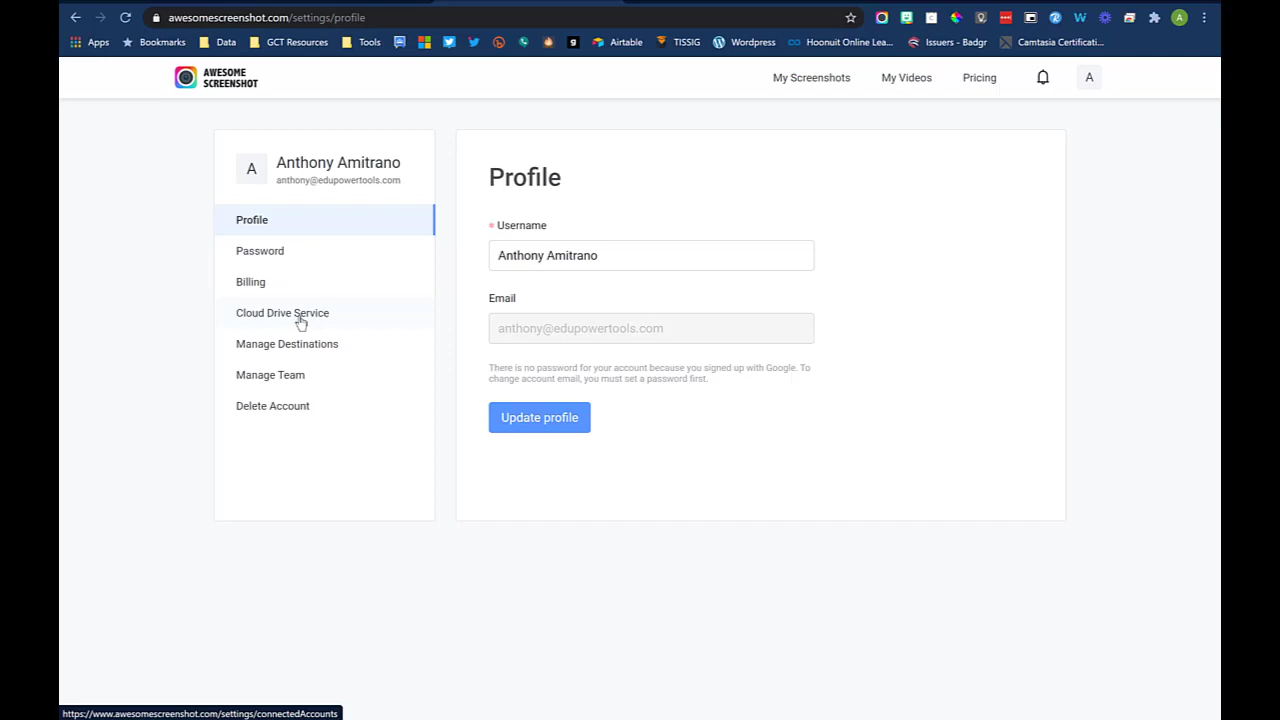 awesomescreenshot.com/settings/profile
Apps Bookmarks Data GCT Resources Tools Airtable TISSIG Wordpress Hoonuit Online Lea... Issuers - Badgr Camtasia Certificati...
AWESOME
SCREENSHOT
My Screenshots My Videos Pricing A
A
Anthony Amitrano
anthony@edupowertools.com
Profile
Password
Billing
Cloud Drive Service
Manage Destinations
Manage Team
Delete Account
Profile
* Username
Anthony Amitrano
Email
anthony@edupowertools.com
There is no password for your account because you signed up with Google. To
change account email, you must set a password first.
Update profile
https://www.awesomescreenshot.com/settings/connectedAccounts